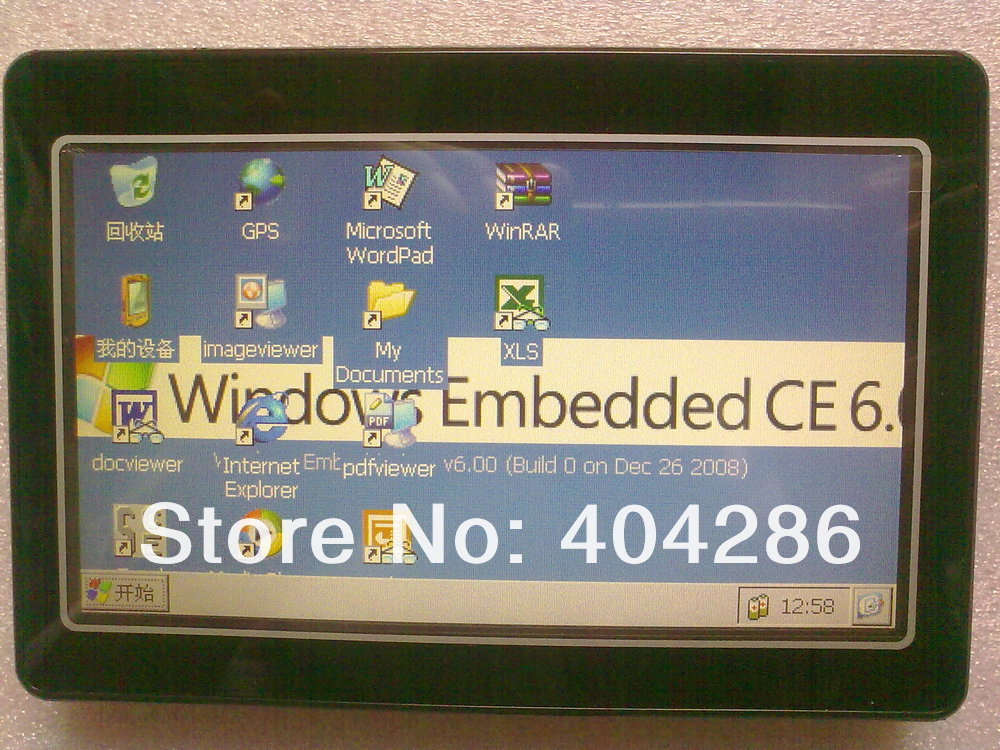 回收站
GPS
Microsoft
WordPad
WinRAR
我的设备
imageviewer
My
Documents
XLS
Windows Embedded CE 6.0
docviewer
Internet
Explorer
pdfviewer
v6.00 (Build 0 on Dec 26 2008)
PDF
Store No: 404286
开始
12:58